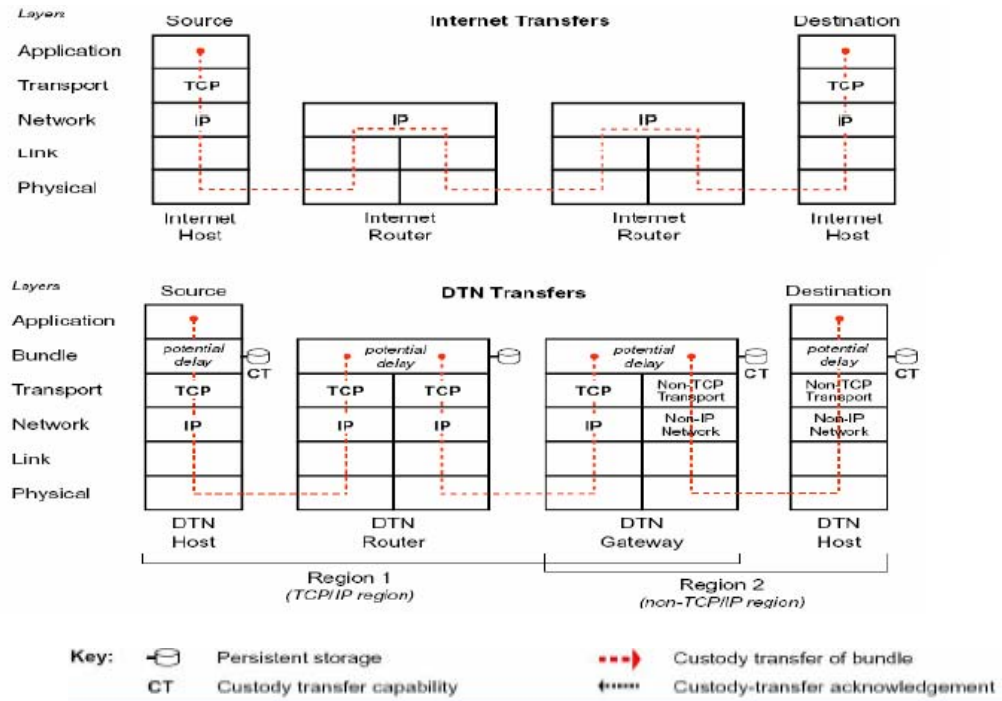 Layers
Source
Internet Transfers
Destination
Application
Transport
TCP
TCP
Network
IP
IP
IP
IP
Link
Physical
Internet Host
Internet Router
Internet Router
Internet Host
Layers
Source
DTN Transfers
Destination
Application
Bundle
potential delay
CT
potential delay
potential delay
CT
potential delay
CT
Transport
TCP
TCP
TCP
TCP
Non-TCP Transport
Non-TCP Transport
Network
IP
IP
IP
IP
Non-IP Network
Non-IP Network
Link
Physical
DTN Host
DTN Router
DTN Gateway
DTN Host
Region 1
(TCP/IP region)
Region 2
(non-TCP/IP region)
Key:
Persistent storage
Custody transfer of bundle
CT
Custody transfer capability
Custody-transfer acknowledgement